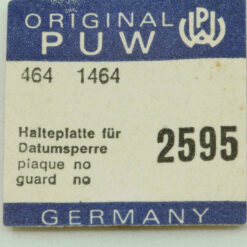 ORIGINAL
PUW
PUW
464 1464
Halteplatte für
Datumsperre
plaque no
guard no
2595
GERMANY